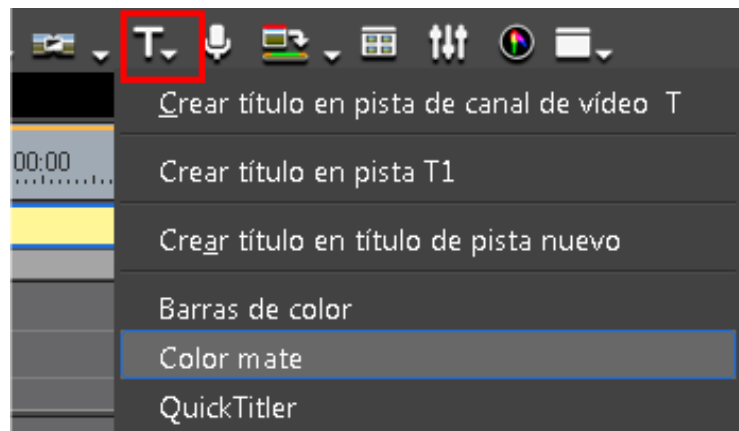 T
Crear título en pista de canal de vídeo T
00:00
Crear título en pista T1
Crear título en título de pista nuevo
Barras de color
Color mate
QuickTitler